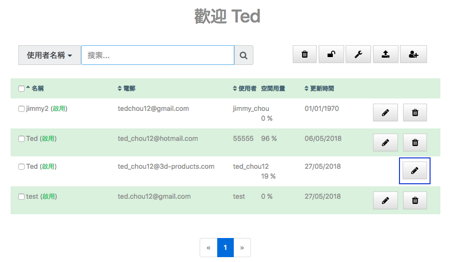 歡迎 Ted
使用者名稱 搜索...
名稱 電郵 使用者 空間用量 更新時間
jimmy2 (啟用) tedchou12@gmail.com jimmy_chou 0 % 01/01/1970
Ted (啟用) ted_chou12@hotmail.com 55555 96 % 06/05/2018
Ted (啟用) ted_chou12@3d-products.com ted_chou12 19 % 27/05/2018
test (啟用) ted.chou12@gmail.com test 0 % 27/05/2018
« 1 »